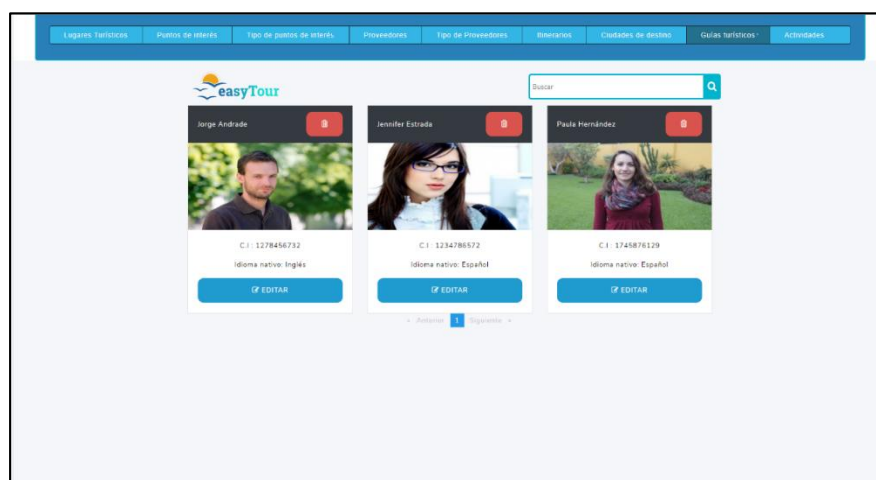 Lugares Turísticos Puntos de interés Tipo de puntos de interés Proveedores Tipo de Proveedores Itinerarios Ciudades de destino Guías turísticos Actividades
easyTour Buscar
Jorge Andrade Jennifer Estrada Paula Hernández
C.I : 1278456732 C.I : 1234786572 C.I : 1745876129
Idioma nativo: Inglés Idioma nativo: Español Idioma nativo: Español
EDITAR EDITAR EDITAR
« Anterior 1 Siguiente »